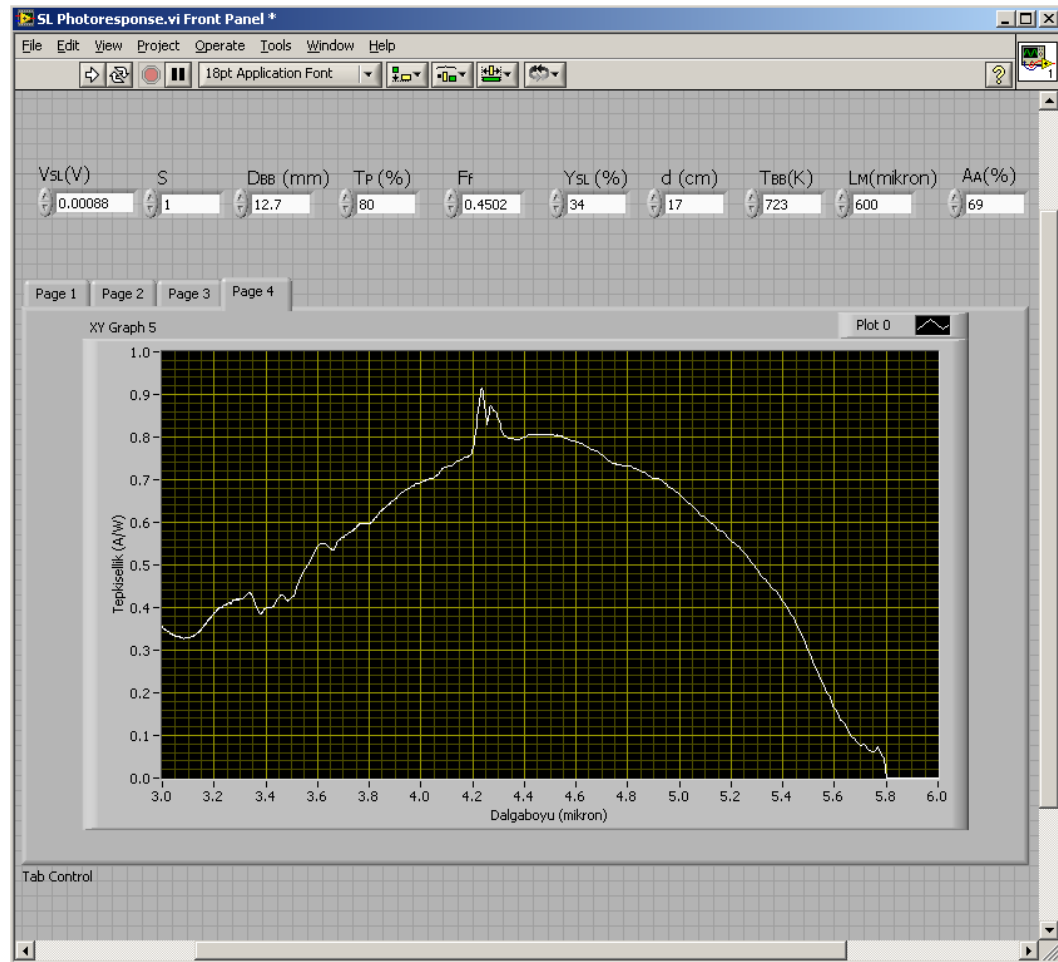 SL Photoresponse.vi Front Panel *
File Edit View Project Operate Tools Window Help
18pt Application Font
1
VSL(V) S DBB (mm) TP (%) Ff YSL (%) d (cm) TBB(K) LM(mikron) AA(%)
0.00088 1 12.7 80 0.4502 34 17 723 600 69
Page 1 Page 2 Page 3 Page 4
XY Graph 5 Plot 0
1.0
0.9
0.8
0.7
0.6
0.5
0.4
0.3
0.2
0.1
0.0
Tepkisellik (A/W)
3.0 3.2 3.4 3.6 3.8 4.0 4.2 4.4 4.6 4.8 5.0 5.2 5.4 5.6 5.8 6.0
Dalgaboyu (mikron)
Tab Control